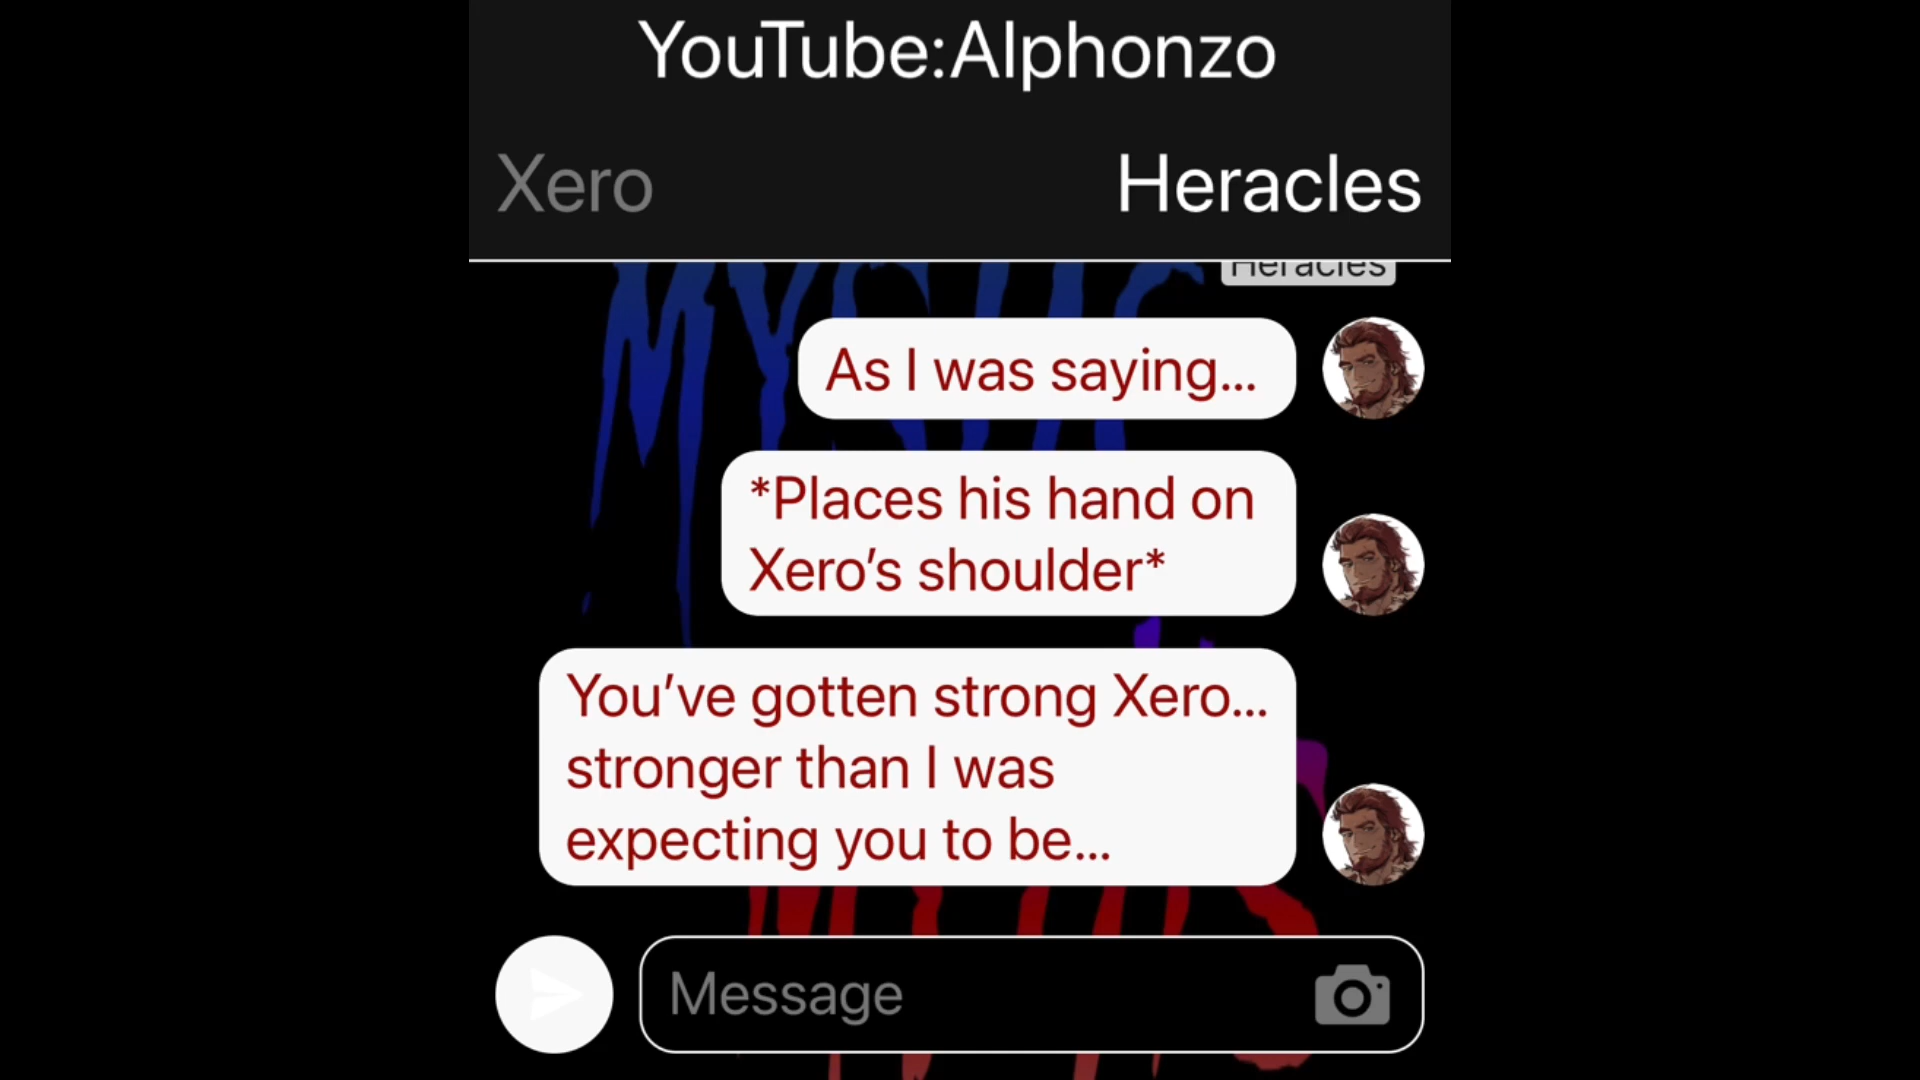 YouTube:Alphonzo
Xero
Heracles
Heracles
As I was saying...
*Places his hand on
Xero’s shoulder*
You’ve gotten strong Xero...
stronger than I was
expecting you to be...
Message